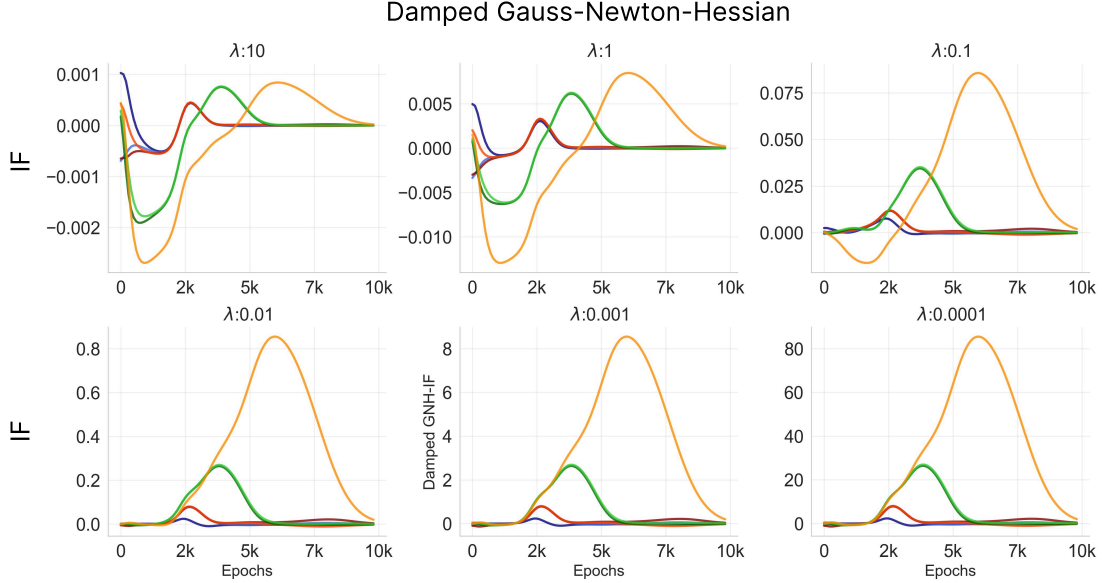 Damped Gauss-Newton-Hessian
λ:10
λ:1
λ:0.1
IF
0.001
0.000
−0.001
−0.002
0.005
0.000
−0.005
−0.010
0.075
0.050
0.025
0.000
0 2k 5k 7k 10k
0 2k 5k 7k 10k
0 2k 5k 7k 10k
λ:0.01
λ:0.001
λ:0.0001
IF
0.8
0.6
0.4
0.2
0.0
Damped GNH-IF
8
6
4
2
0
80
60
40
20
0
0 2k 5k 7k 10k
0 2k 5k 7k 10k
0 2k 5k 7k 10k
Epochs
Epochs
Epochs